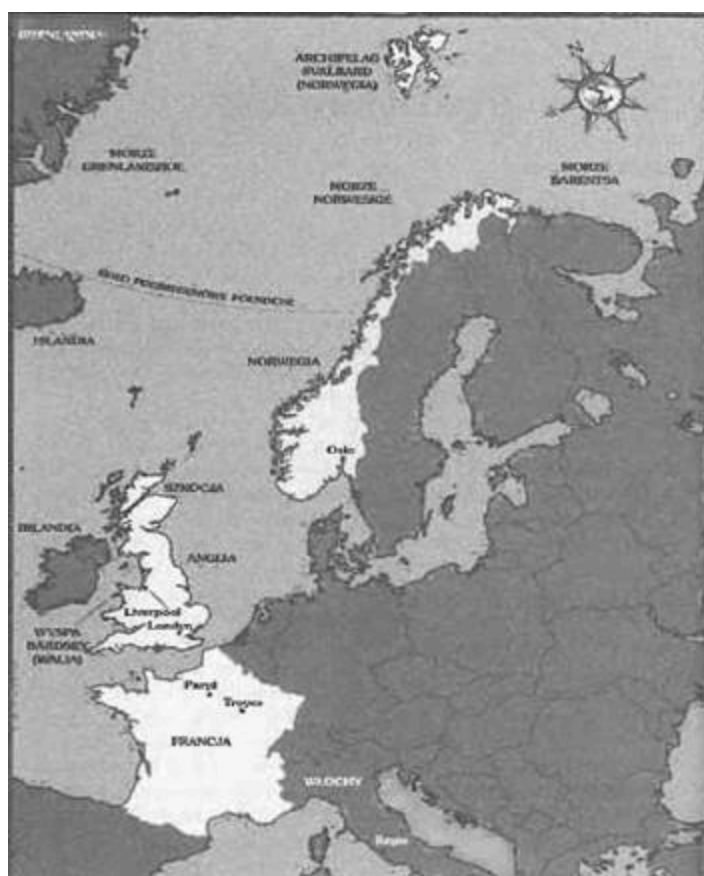 GRENLANDIA
ARCHIPELAG
SVALBARD
(NORWEGIA)
MORZE
GRENLANDZKIE
MORZE
NORWESKIE
MORZE
BARENTSA
ISLANDIA
NORWEGIA
Oslo
SZKOCJA
IRLANDIA
ANGLIA
Liverpool
Londyn
WYSPA
BARDSEY
(WALIA)
Paryż
Troyes
FRANCJA
WŁOCHY
Rzym